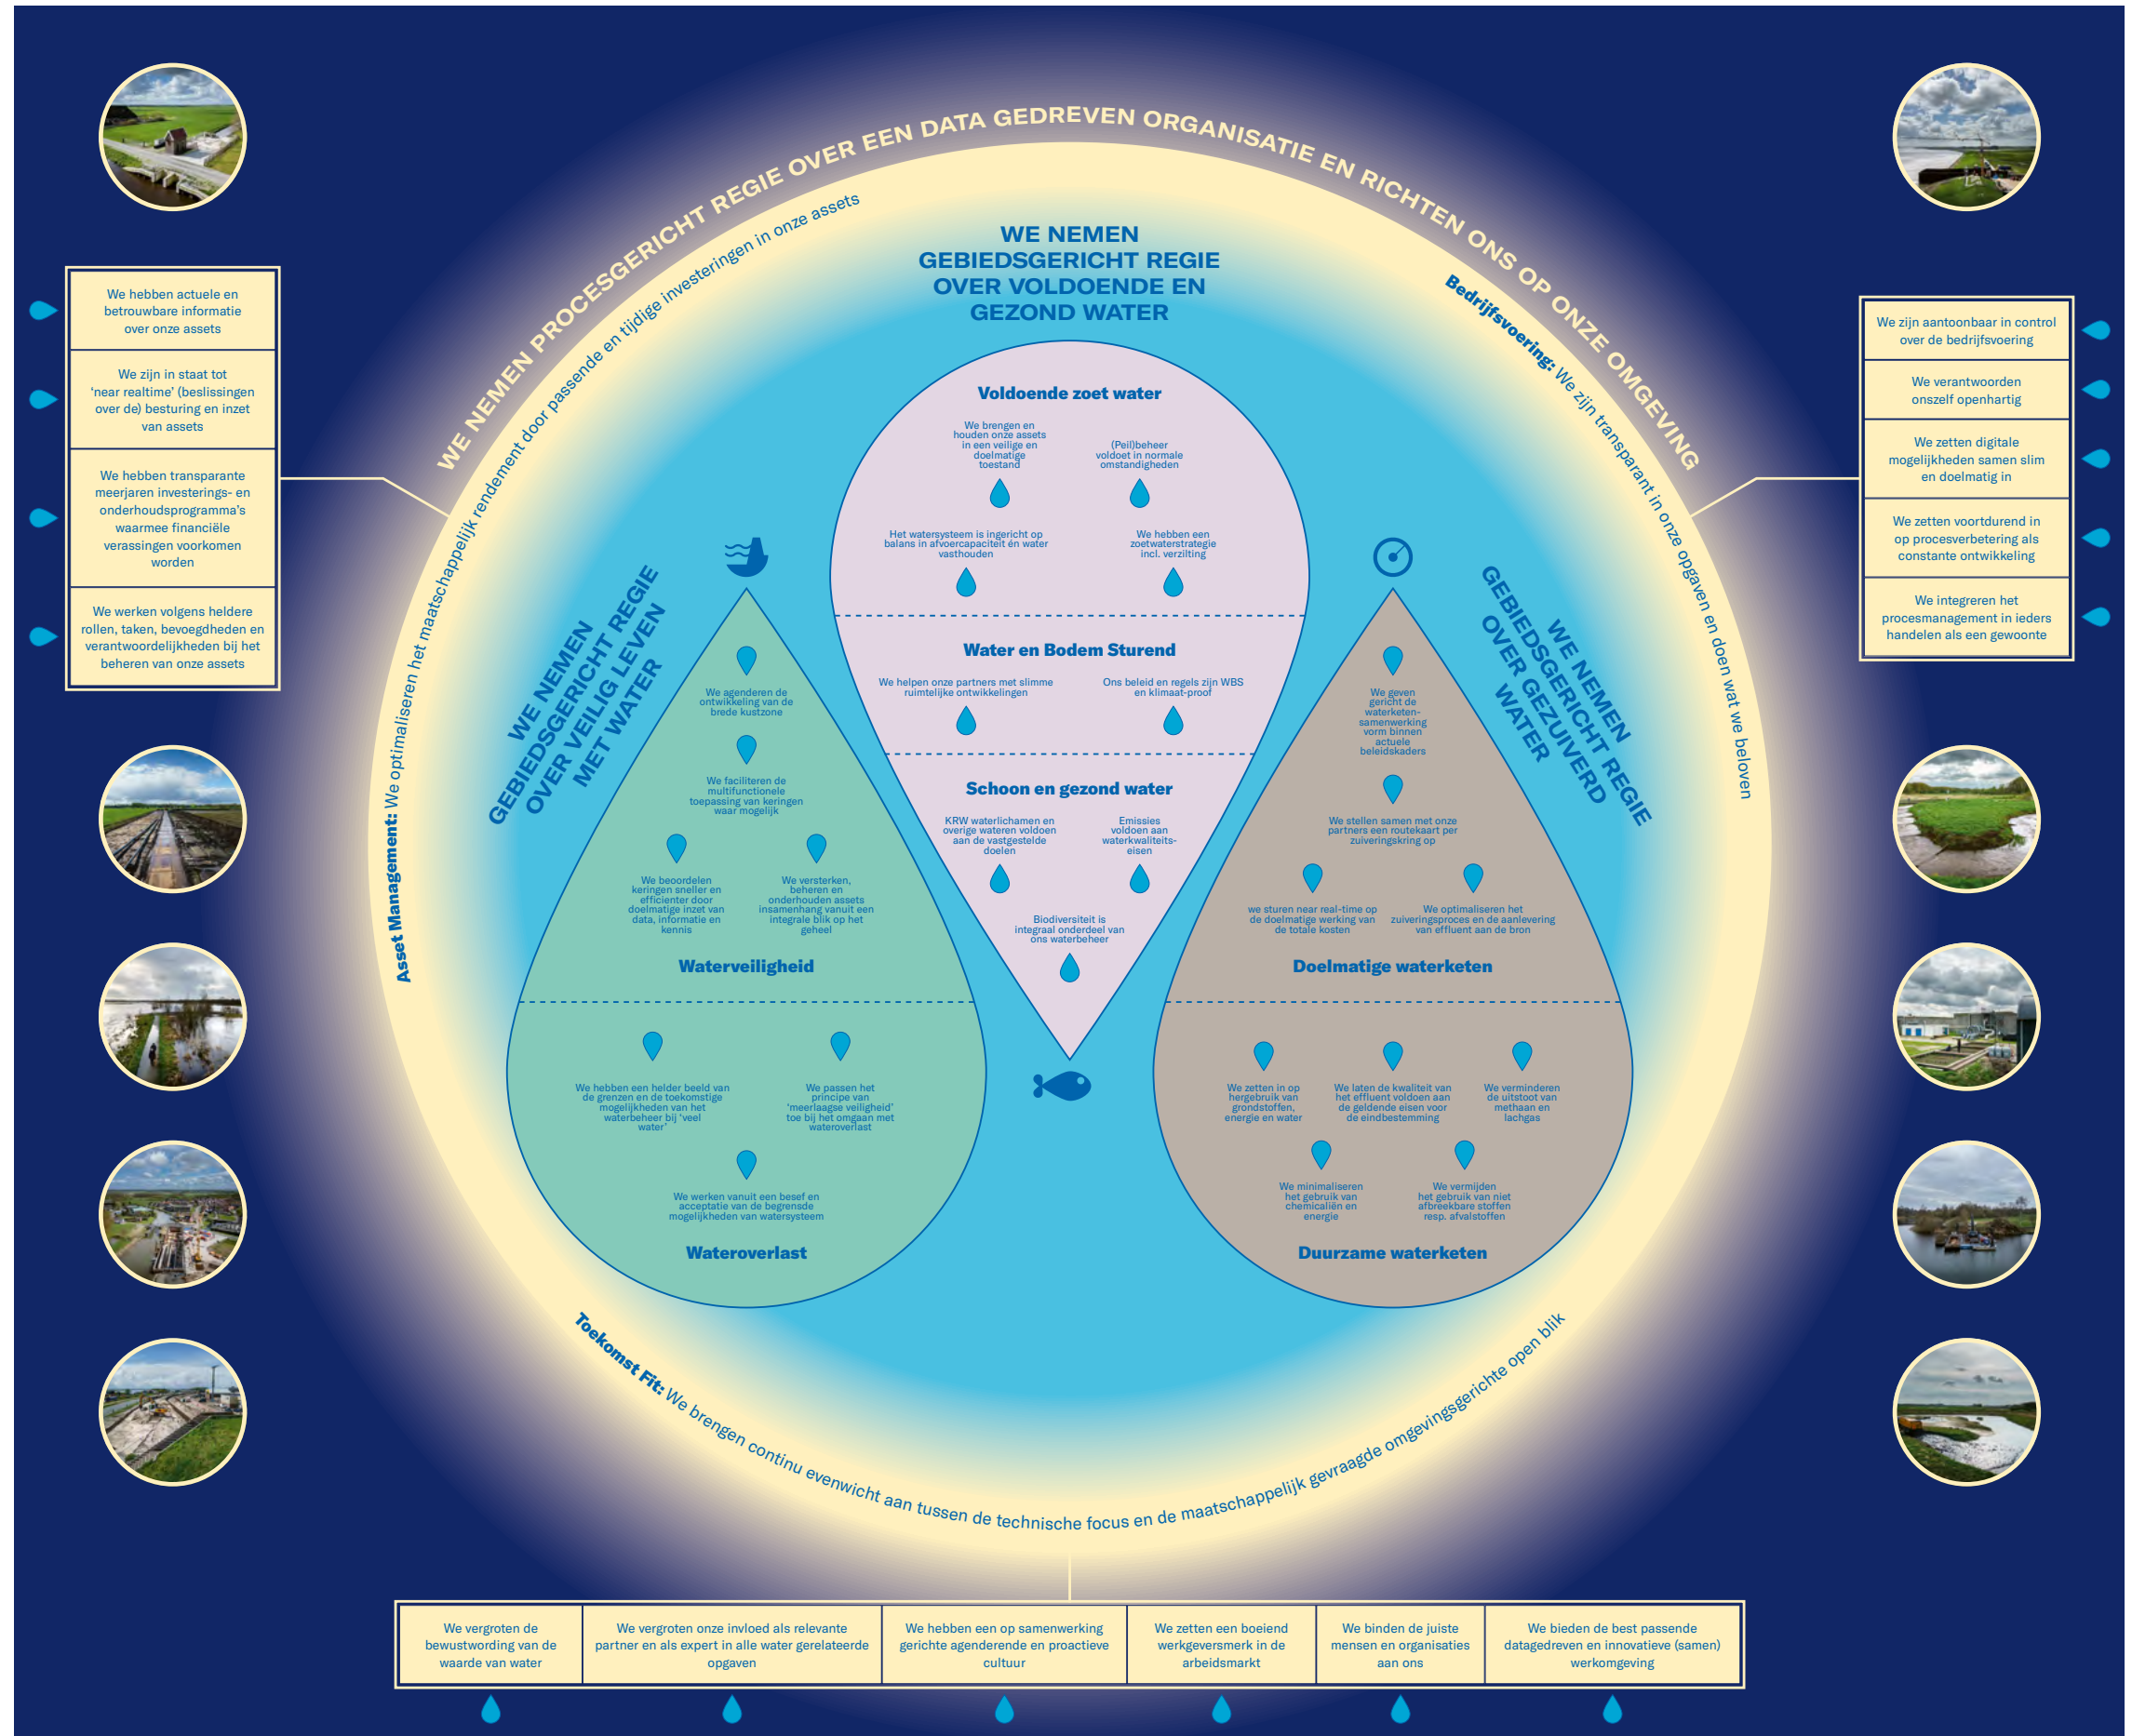 WE NEMEN PROCESGERICHT REGIE OVER EEN DATA GEDREVEN ORGANISATIE EN RICHTEN ONS OP ONZE OMGEVING
Asset Management: We optimaliseren het maatschappelijk rendement door passende en tijdige investeringen in onze assets
Bedrijfsvoering: We zijn transparant in onze opgaven en doen wat we beloven
Toekomst Fit: We brengen continu evenwicht aan tussen de technische focus en de maatschappelijk gevraagde omgevingsgerichte open blik
We hebben actuele en
betrouwbare informatie
over onze assets
We zijn in staat tot
‘near realtime’ (beslissingen
over de) besturing en inzet
van assets
We hebben transparante
meerjaren investerings- en
onderhoudsprogramma’s
waarmee financiële
verassingen voorkomen
worden
We werken volgens heldere
rollen, taken, bevoegdheden en
verantwoordelijkheden bij het
beheren van onze assets
WE NEMEN
GEBIEDSGERICHT REGIE
OVER VOLDOENDE EN
GEZOND WATER
Voldoende zoet water
We brengen en
houden onze assets
in een veilige en
doelmatige
toestand
(Peil)beheer
voldoet in normale
omstandigheden
Het watersysteem is ingericht op
balans in afvoercapaciteit én water
vasthouden
We hebben een
zoetwaterstrategie
incl. verzilting
Water en Bodem Sturend
We helpen onze partners met slimme
ruimtelijke ontwikkelingen
Ons beleid en regels zijn WBS
en klimaat-proof
Schoon en gezond water
KRW waterlichamen en
overige wateren voldoen
aan de vastgestelde
doelen
Emissies
voldoen aan
waterkwaliteits-
eisen
Biodiversiteit is
integraal onderdeel van
ons waterbeheer
WE NEMEN
GEBIEDSGERICHT REGIE
OVER VEILIG LEVEN
MET WATER
We agenderen de
ontwikkeling van de
brede kustzone
We faciliteren de
multifunctionele
toepassing van keringen
waar mogelijk
We beoordelen
keringen sneller en
efficienter door
doelmatige inzet van
data, informatie en
kennis
We versterken,
beheren en
onderhouden assets
insamenhang vanuit een
integrale blik op het
geheel
Waterveiligheid
We hebben een helder beeld van
de grenzen en de toekomstige
mogelijkheden van het
waterbeheer bij ‘veel
water’
We passen het
principe van
‘meerlaagse veiligheid’
toe bij het omgaan met
wateroverlast
We werken vanuit een besef en
acceptatie van de begrensde
mogelijkheden van watersysteem
Wateroverlast
WE NEMEN
GEBIEDSGERICHT REGIE
OVER GEZUIVERD
WATER
We geven
gericht de
waterketen-
samenwerking
vorm binnen
actuele
beleidskaders
We stellen samen met onze
partners een routekaart per
zuiveringskring op
we sturen near real-time op
de doelmatige werking van
de totale kosten
We optimaliseren het
zuiveringsproces en de aanlevering
van effluent aan de bron
Doelmatige waterketen
We zetten in op
hergebruik van
grondstoffen,
energie en water
We laten de kwaliteit van
het effluent voldoen aan
de geldende eisen voor
de eindbestemming
We verminderen
de uitstoot van
methaan en
lachgas
We minimaliseren
het gebruik van
chemicaliën en
energie
We vermijden
het gebruik van niet
afbreekbare stoffen
resp. afvalstoffen
Duurzame waterketen
We zijn aantoonbaar in control
over de bedrijfsvoering
We verantwoorden
onszelf openhartig
We zetten digitale
mogelijkheden samen slim
en doelmatig in
We zetten voortdurend in
op procesverbetering als
constante ontwikkeling
We integreren het
procesmanagement in ieders
handelen als een gewoonte
We vergroten de
bewustwording van de
waarde van water
We vergroten onze invloed als relevante
partner en als expert in alle water gerelateerde
opgaven
We hebben een op samenwerking
gerichte agenderende en proactieve
cultuur
We zetten een boeiend
werkgeversmerk in de
arbeidsmarkt
We binden de juiste
mensen en organisaties
aan ons
We bieden de best passende
datagedreven en innovatieve (samen)
werkomgeving